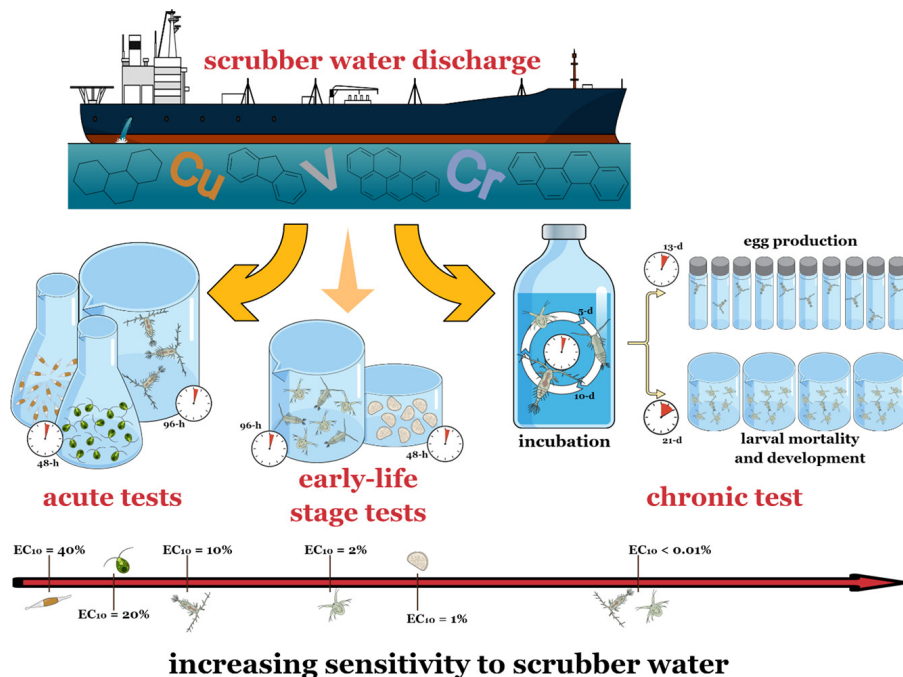 scrubber water discharge
Cu
V
Cr
13-d
egg production
5-d
10-d
96-h
48-h
96-h
48-h
incubation
21-d
larval mortality
and development
acute tests
early-life
stage tests
chronic test
EC₁₀ = 40%
EC₁₀ = 10%
EC₁₀ = 2%
EC₁₀ < 0.01%
EC₁₀ = 20%
EC₁₀ = 1%
increasing sensitivity to scrubber water